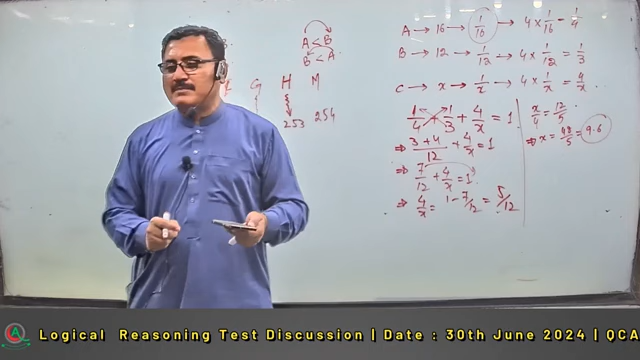 A < B
B < A
G H M
253 254
A → 16 → 1/16 → 4 × 1/16 = 1/4
B → 12 → 1/12 → 4 × 1/12 = 1/3
C → x → 1/x → 4 × 1/x = 4/x
1/4 + 1/3 + 4/x = 1
⇒ 3+4/12 + 4/x = 1
⇒ 7/12 + 4/x = 1
⇒ 4/x = 1 - 7/12 = 5/12
x/4 = 12/5
⇒ x = 48/5 = 9.6
Logical Reasoning Test Discussion | Date : 30th June 2024 | QCA